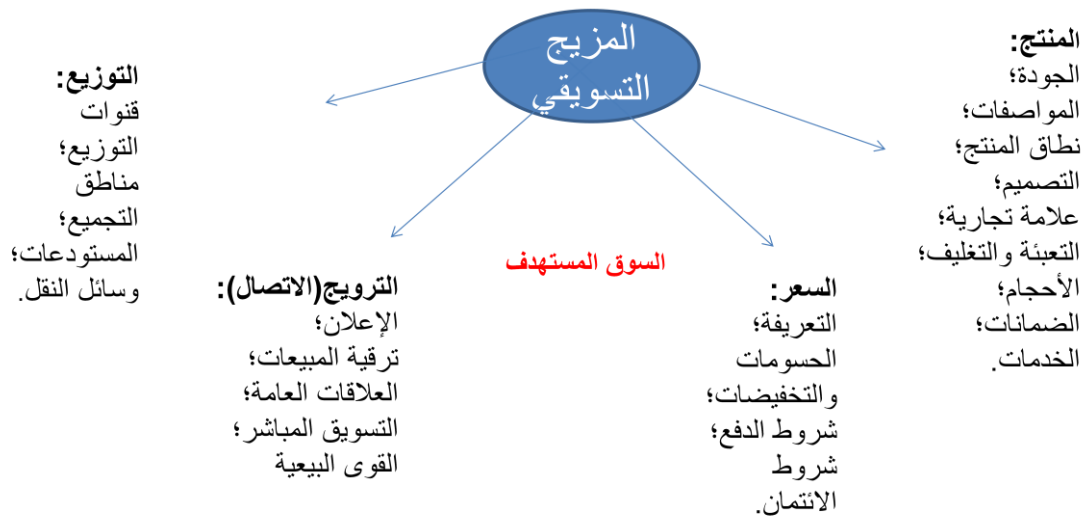 المزيج
التسويقي
المنتج:
الجودة؛
المواصفات؛
نطاق المنتج؛
التصميم؛
علامة تجارية؛
التعبئة والتغليف؛
الأحجام؛
الضمانات؛
الخدمات.
السعر:
التعريفة؛
الحسومات
والتخفيضات؛
شروط الدفع؛
شروط
الائتمان.
السوق المستهدف
الترويج(الاتصال):
الإعلان؛
ترقية المبيعات؛
العلاقات العامة؛
التسويق المباشر؛
القوى البيعية
التوزيع:
قنوات
التوزيع؛
مناطق
التجميع؛
المستودعات؛
وسائل النقل.